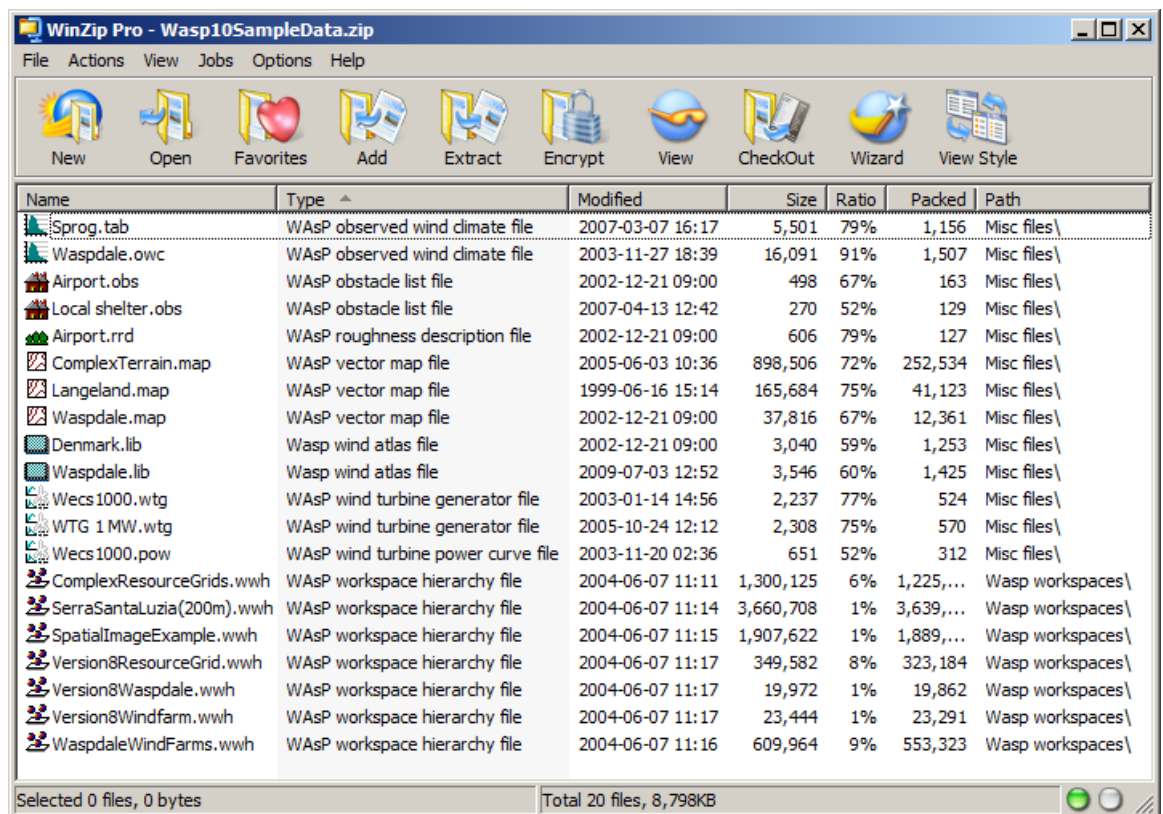 WinZip Pro - Wasp10SampleData.zip
File Actions View Jobs Options Help
New Open Favorites Add Extract Encrypt View CheckOut Wizard View Style
Name Type Modified Size Ratio Packed Path
Sprog.tab WAsP observed wind climate file 2007-03-07 16:17 5,501 79% 1,156 Misc files\
Waspdale.owc WAsP observed wind climate file 2003-11-27 18:39 16,091 91% 1,507 Misc files\
Airport.obs WAsP obstacle list file 2002-12-21 09:00 498 67% 163 Misc files\
Local shelter.obs WAsP obstacle list file 2007-04-13 12:42 270 52% 129 Misc files\
Airport.rrd WAsP roughness description file 2002-12-21 09:00 606 79% 127 Misc files\
ComplexTerrain.map WAsP vector map file 2005-06-03 10:36 898,506 72% 252,534 Misc files\
Langeland.map WAsP vector map file 1999-06-16 15:14 165,684 75% 41,123 Misc files\
Waspdale.map WAsP vector map file 2002-12-21 09:00 37,816 67% 12,361 Misc files\
Denmark.lib Wasp wind atlas file 2002-12-21 09:00 3,040 59% 1,253 Misc files\
Waspdale.lib Wasp wind atlas file 2009-07-03 12:52 3,546 60% 1,425 Misc files\
Wecs1000.wtg WAsP wind turbine generator file 2003-01-14 14:56 2,237 77% 524 Misc files\
WTG 1 MW.wtg WAsP wind turbine generator file 2005-10-24 12:12 2,308 75% 570 Misc files\
Wecs1000.pow WAsP wind turbine power curve file 2003-11-20 02:36 651 52% 312 Misc files\
ComplexResourceGrids.wwh WAsP workspace hierarchy file 2004-06-07 11:11 1,300,125 6% 1,225,... Wasp workspaces\
SerraSantaLuzia(200m).wwh WAsP workspace hierarchy file 2004-06-07 11:14 3,660,708 1% 3,639,... Wasp workspaces\
SpatialImageExample.wwh WAsP workspace hierarchy file 2004-06-07 11:15 1,907,622 1% 1,889,... Wasp workspaces\
Version8ResourceGrid.wwh WAsP workspace hierarchy file 2004-06-07 11:17 349,582 8% 323,184 Wasp workspaces\
Version8Waspdale.wwh WAsP workspace hierarchy file 2004-06-07 11:17 19,972 1% 19,862 Wasp workspaces\
Version8Windfarm.wwh WAsP workspace hierarchy file 2004-06-07 11:17 23,444 1% 23,291 Wasp workspaces\
WaspdaleWindFarms.wwh WAsP workspace hierarchy file 2004-06-07 11:16 609,964 9% 553,323 Wasp workspaces\
Selected 0 files, 0 bytes Total 20 files, 8,798KB